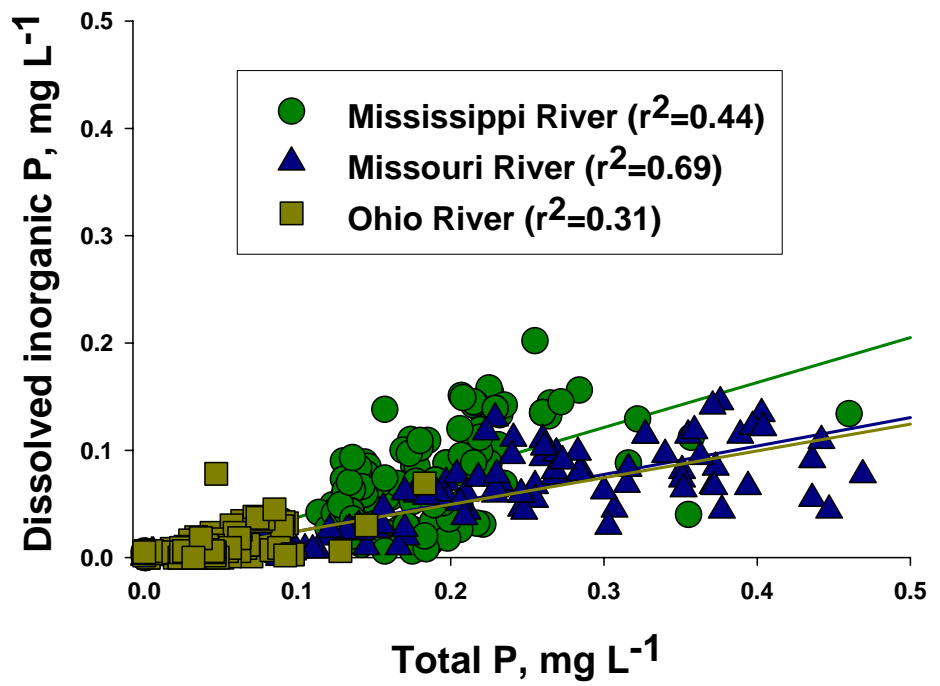 Dissolved inorganic P, mg L-1
0.5
0.4
0.3
0.2
0.1
0.0
Mississippi River (r2=0.44)
Missouri River (r2=0.69)
Ohio River (r2=0.31)
0.0 0.1 0.2 0.3 0.4 0.5
Total P, mg L-1